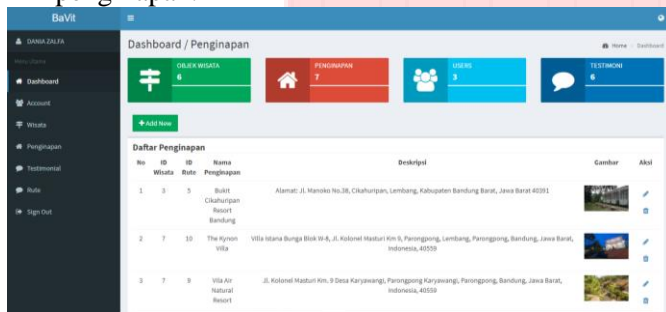 BaVit
DANIA ZALFA
Menu Utama
Dashboard
Account
Wisata
Penginapan
Testimonial
Rute
Sign Out
Dashboard / Penginapan
Home
Dashboard
OBJEK WISATA
6
PENGINAPAN
7
USERS
3
TESTIMONI
6
+Add New
Daftar Penginapan
No ID Wisata ID Rute Nama Penginapan Deskripsi Gambar Aksi
1 3 5 Bukit Cikahuripan Resort Bandung Alamat: Jl. Manoko No.38, Cikahuripan, Lembang, Kabupaten Bandung Barat, Jawa Barat 40391
2 7 10 The Kynon Villa Villa Istana Bunga Blok W-8, Jl. Kolonel Masturi Km 9, Parongpong, Lembang, Parongpong, Bandung, Jawa Barat, Indonesia, 40559
3 7 9 Vila Air Natural Resort Jl. Kolonel Masturi Km. 9 Desa Karyawangi, Parongpong Karyawangi, Parongpong, Bandung, Jawa Barat, Indonesia, 40559